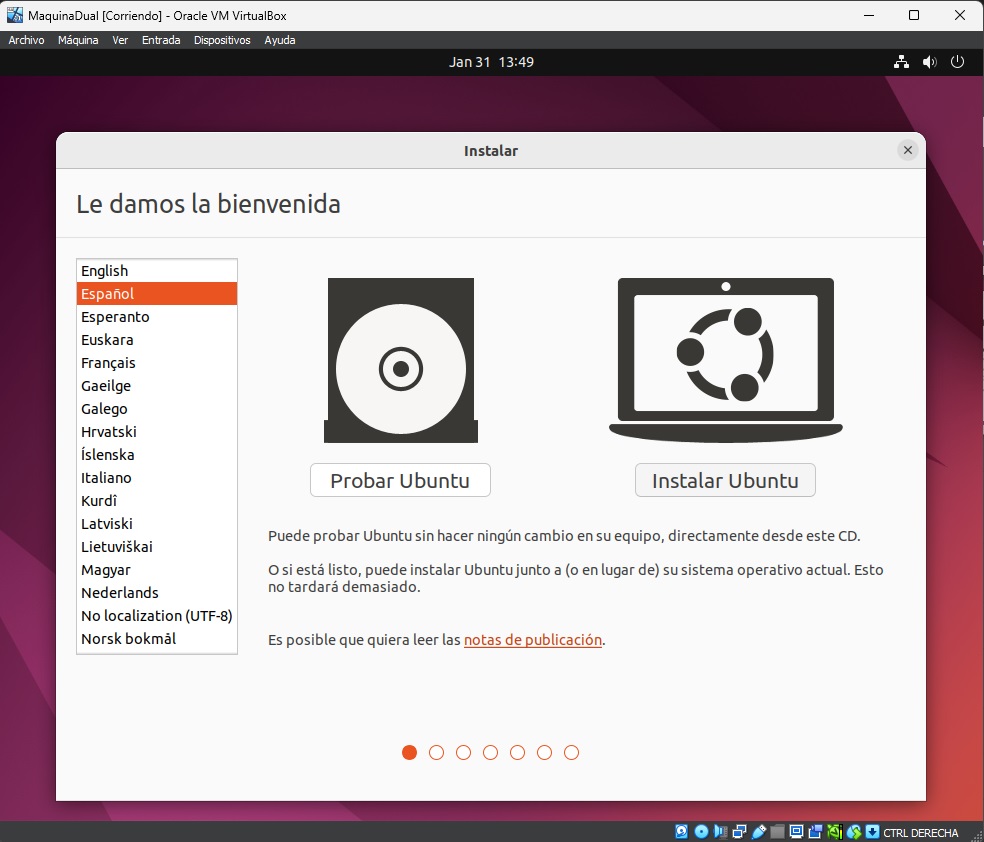 MaquinaDual [Corriendo] - Oracle VM VirtualBox
Archivo Máquina Ver Entrada Dispositivos Ayuda
Jan 31 13:49
Instalar
Le damos la bienvenida
English
Español
Esperanto
Euskara
Français
Gaeilge
Galego
Hrvatski
Íslenska
Italiano
Kurdî
Latviski
Lietuviškai
Magyar
Nederlands
No localization (UTF-8)
Norsk bokmål
Probar Ubuntu
Instalar Ubuntu
Puede probar Ubuntu sin hacer ningún cambio en su equipo, directamente desde este CD.
O si está listo, puede instalar Ubuntu junto a (o en lugar de) su sistema operativo actual. Esto
no tardará demasiado.
Es posible que quiera leer las notas de publicación.
CTRL DERECHA